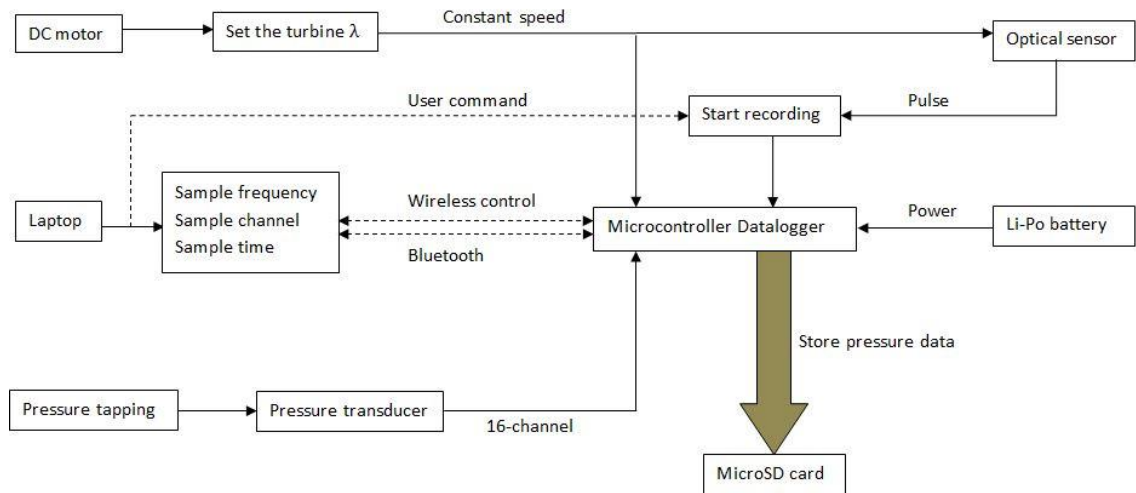 Constant speed
DC motor
Set the turbine λ
Optical sensor
User command
Start recording
Pulse
Sample frequency
Sample channel
Sample time
Laptop
Wireless control
Bluetooth
Microcontroller Datalogger
Power
Li-Po battery
Store pressure data
Pressure tapping
Pressure transducer
16-channel
MicroSD card